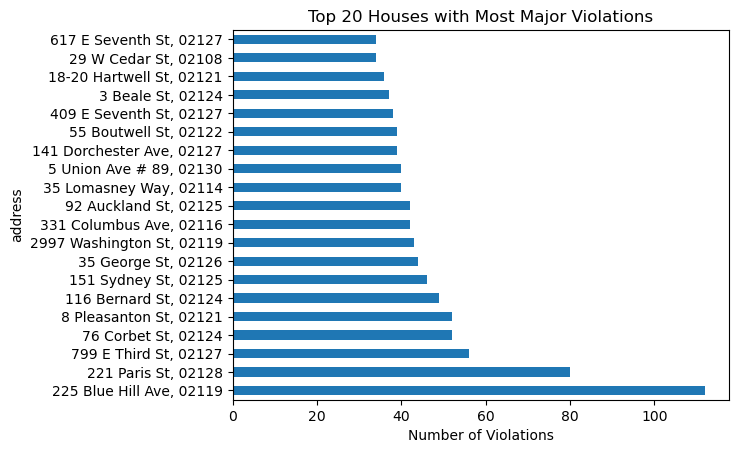 Top 20 Houses with Most Major Violations
address
617 E Seventh St, 02127
29 W Cedar St, 02108
18-20 Hartwell St, 02121
3 Beale St, 02124
409 E Seventh St, 02127
55 Boutwell St, 02122
141 Dorchester Ave, 02127
5 Union Ave # 89, 02130
35 Lomasney Way, 02114
92 Auckland St, 02125
331 Columbus Ave, 02116
2997 Washington St, 02119
35 George St, 02126
151 Sydney St, 02125
116 Bernard St, 02124
8 Pleasanton St, 02121
76 Corbet St, 02124
799 E Third St, 02127
221 Paris St, 02128
225 Blue Hill Ave, 02119
0 20 40 60 80 100
Number of Violations